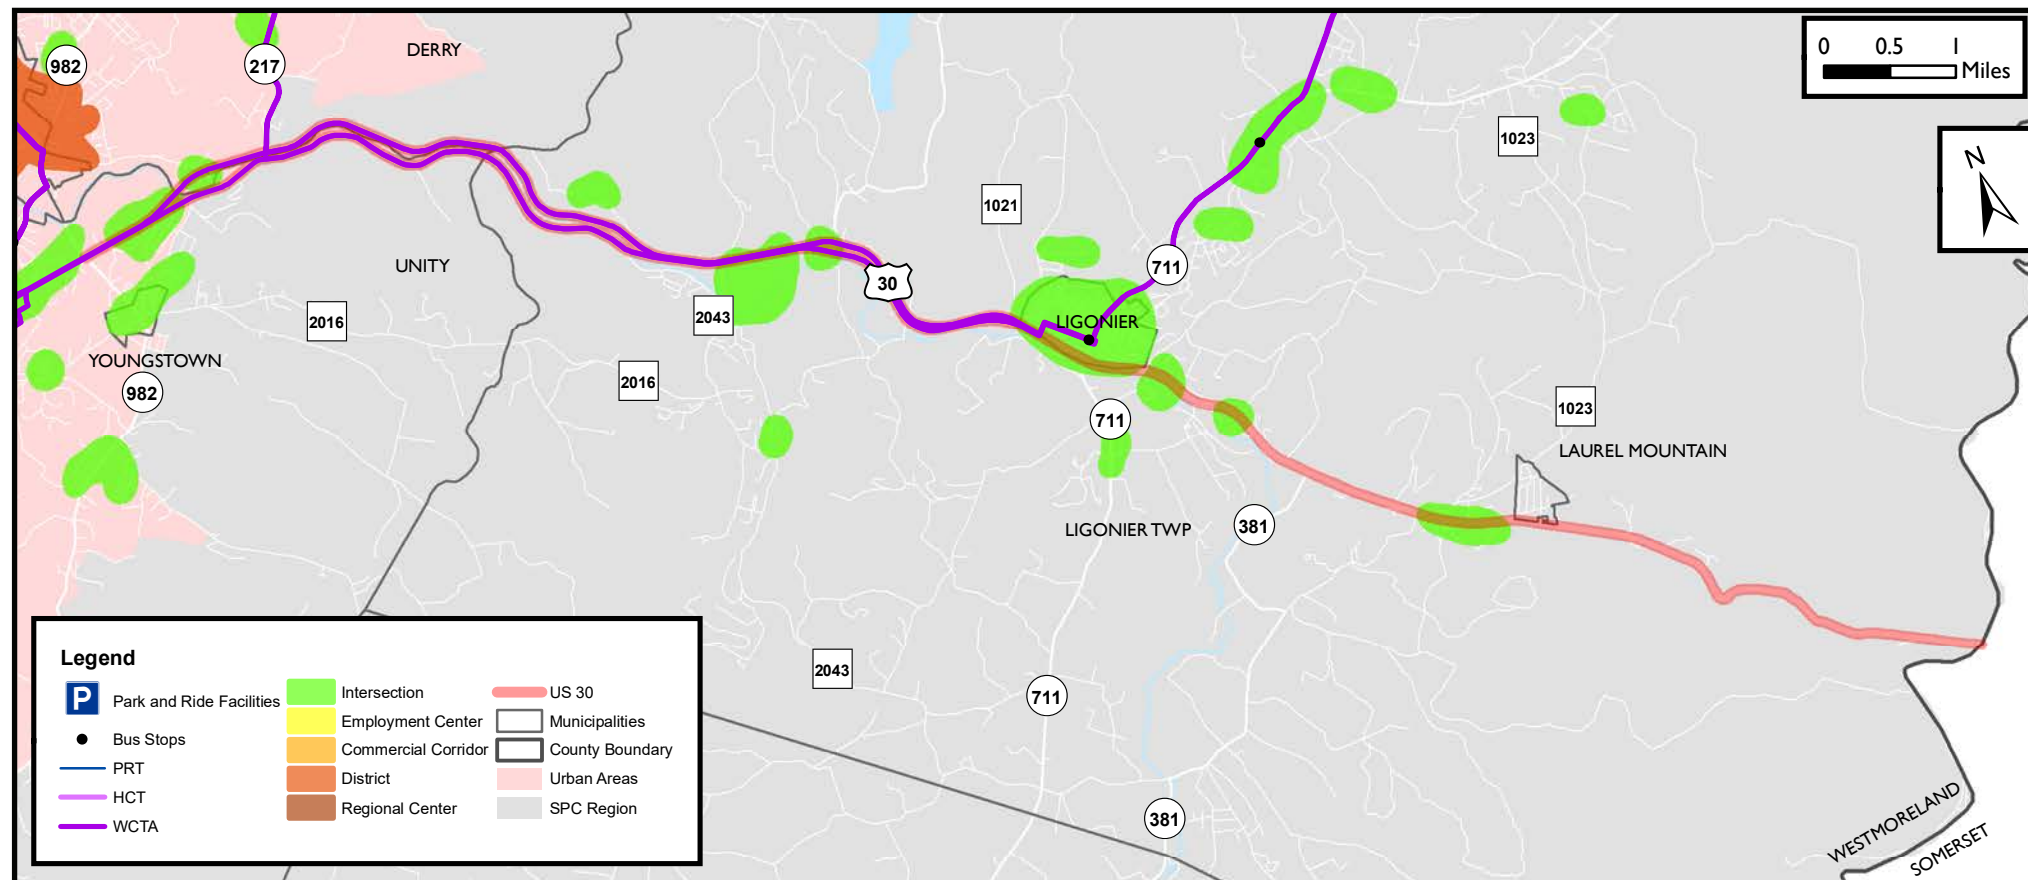 DERRY
982
217
0 0.5 1
Miles
1023
N
1021
711
UNITY
30
2016
2043
LIGONIER
YOUNGSTOWN
982
2016
711
1023
LAUREL MOUNTAIN
LIGONIER TWP
381
2043
711
381
WESTMORELAND
SOMERSET
Legend
P Park and Ride Facilities
Bus Stops
PRT
HCT
WCTA
Intersection
Employment Center
Commercial Corridor
District
Regional Center
US 30
Municipalities
County Boundary
Urban Areas
SPC Region